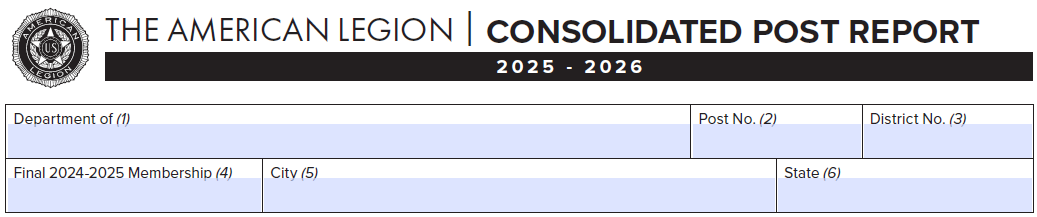 AMERICAN
US
LEGION
THE AMERICAN LEGION | CONSOLIDATED POST REPORT
2025 - 2026
Department of (1) Post No. (2) District No. (3)
Final 2024-2025 Membership (4) City (5) State (6)